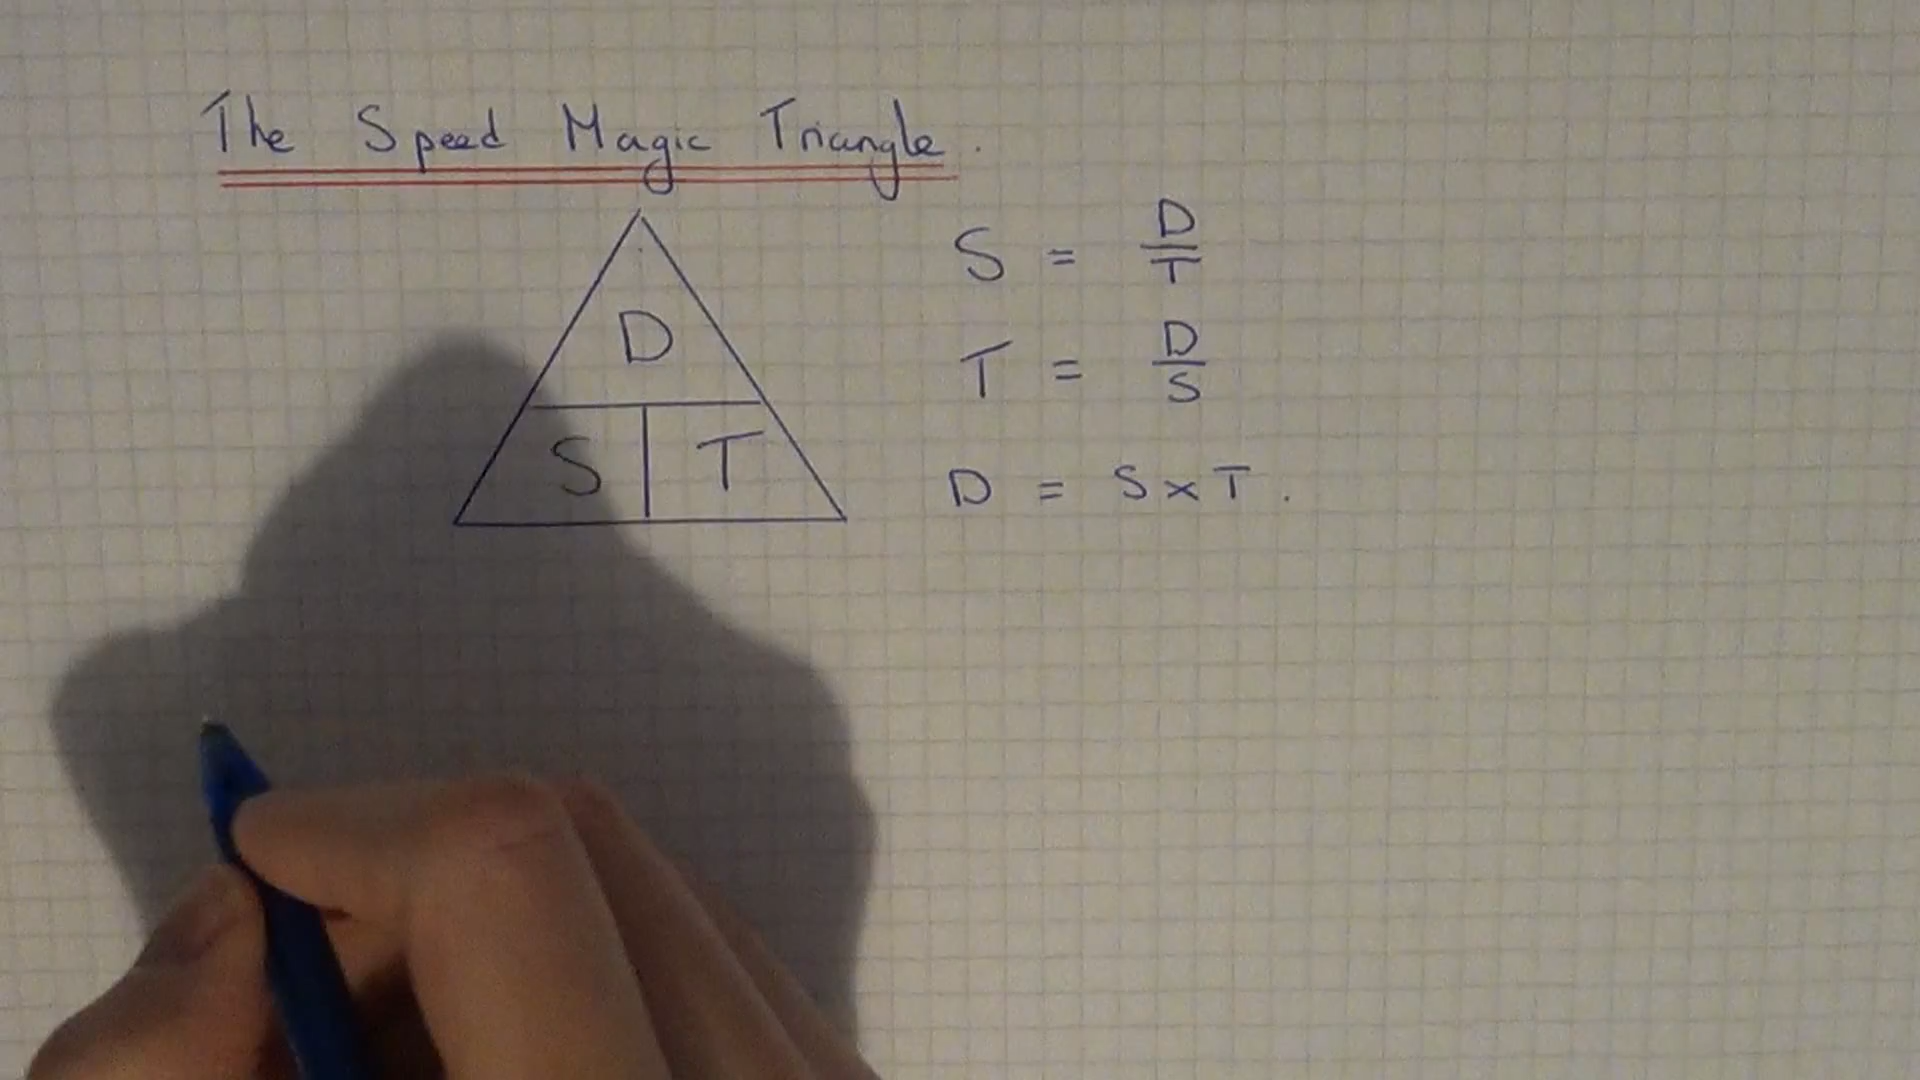 The Speed Magic Triangle.
D
S T
S = D/T
T = D/S
D = S x T.